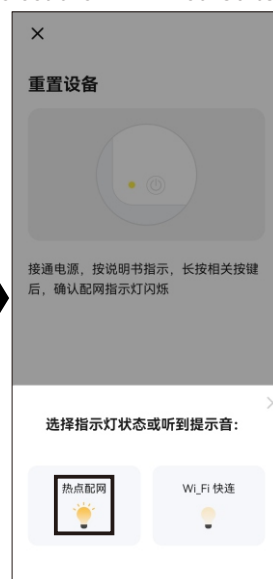 重置设备
接通电源，按说明书指示，长按相关按键
后，确认配网指示灯闪烁
选择指示灯状态或听到提示音：
热点配网
Wi_Fi 快连